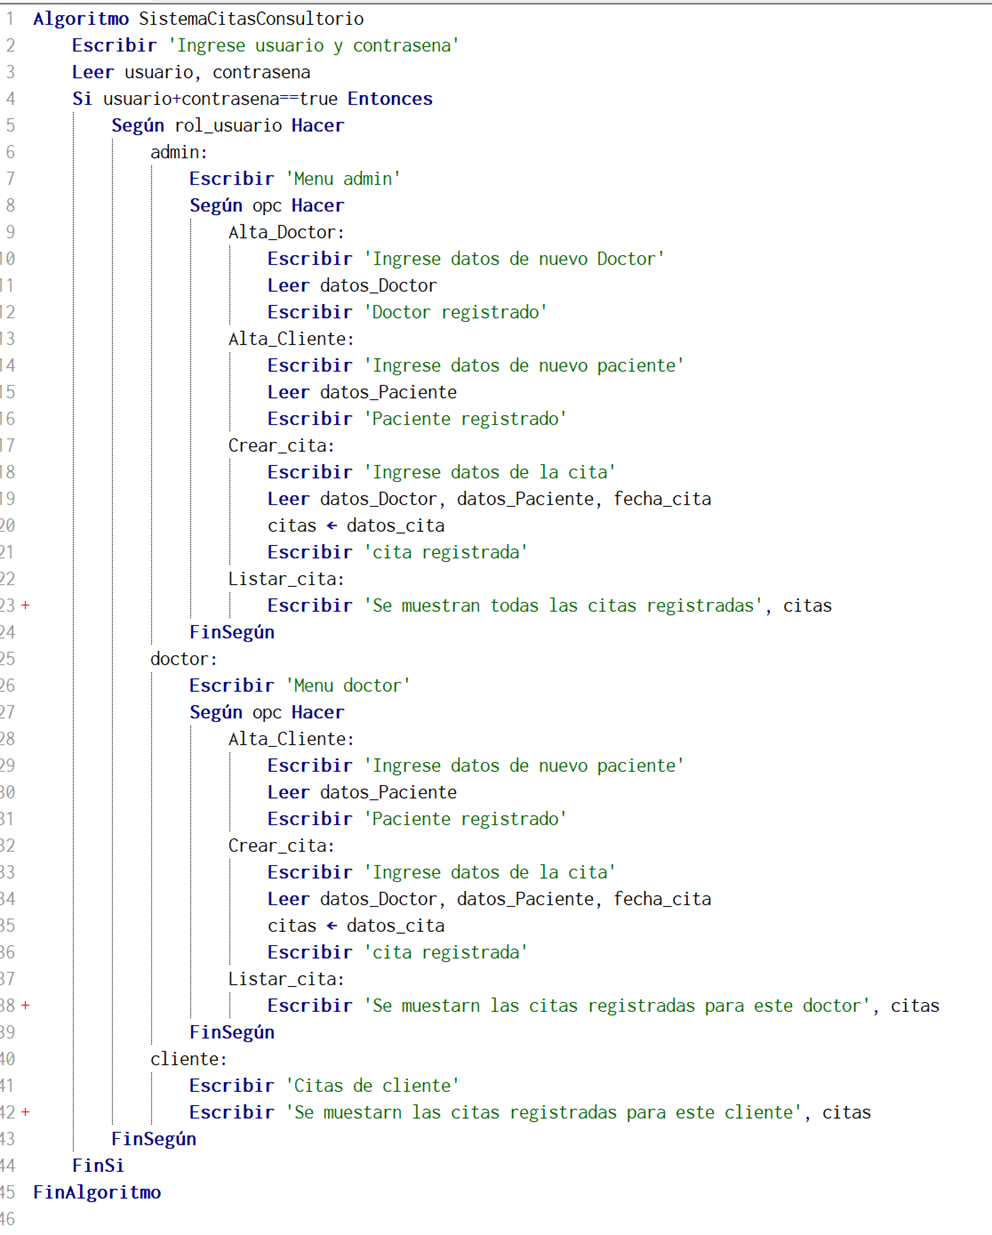 1 Algoritmo SistemaCitasConsultorio
2 Escribir 'Ingrese usuario y contrasena'
3 Leer usuario, contrasena
4 Si usuario+contrasena==true Entonces
5 Según rol_usuario Hacer
6 admin:
7 Escribir 'Menu admin'
8 Según opc Hacer
9 Alta_Doctor:
10 Escribir 'Ingrese datos de nuevo Doctor'
11 Leer datos_Doctor
12 Escribir 'Doctor registrado'
13 Alta_Cliente:
14 Escribir 'Ingrese datos de nuevo paciente'
15 Leer datos_Paciente
16 Escribir 'Paciente registrado'
17 Crear_cita:
18 Escribir 'Ingrese datos de la cita'
19 Leer datos_Doctor, datos_Paciente, fecha_cita
20 citas ← datos_cita
21 Escribir 'cita registrada'
22 Listar_cita:
23 + Escribir 'Se muestran todas las citas registradas', citas
24 FinSegún
25 doctor:
26 Escribir 'Menu doctor'
27 Según opc Hacer
28 Alta_Cliente:
29 Escribir 'Ingrese datos de nuevo paciente'
30 Leer datos_Paciente
31 Escribir 'Paciente registrado'
32 Crear_cita:
33 Escribir 'Ingrese datos de la cita'
34 Leer datos_Doctor, datos_Paciente, fecha_cita
35 citas ← datos_cita
36 Escribir 'cita registrada'
37 Listar_cita:
38 + Escribir 'Se muestarn las citas registradas para este doctor', citas
39 FinSegún
40 cliente:
41 Escribir 'Citas de cliente'
42 + Escribir 'Se muestarn las citas registradas para este cliente', citas
43 FinSegún
44 FinSi
45 FinAlgoritmo
46